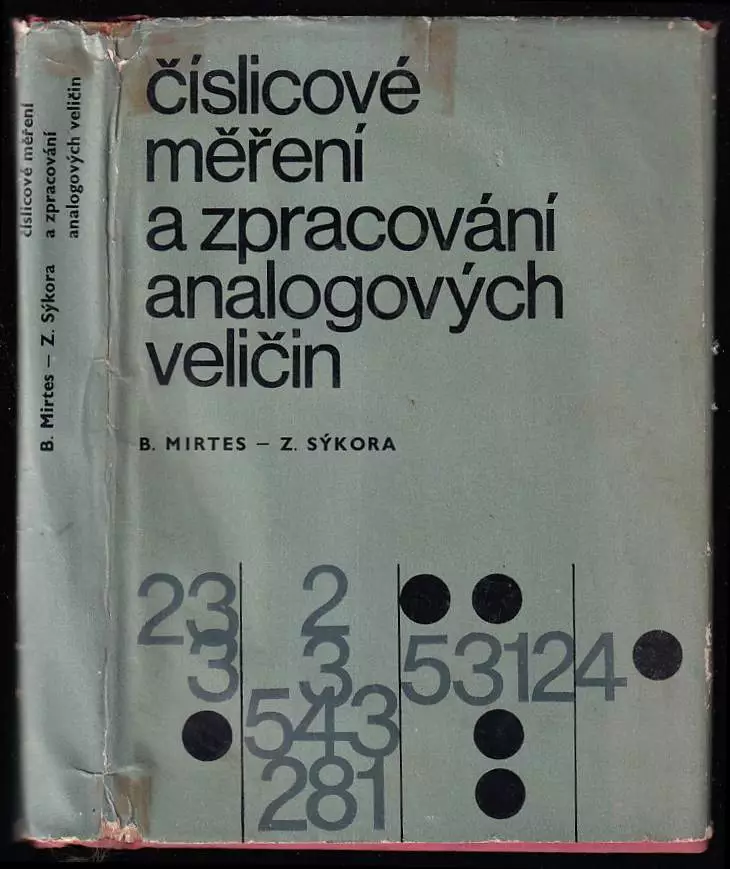 číslicové
měření
a zpracování
analogových
veličin
B. MIRTES – Z. SÝKORA
23 2
3 3 53124
543
281
B. Mirtes – Z. Sýkora
číslicové měření
a zpracování
analogových veličin